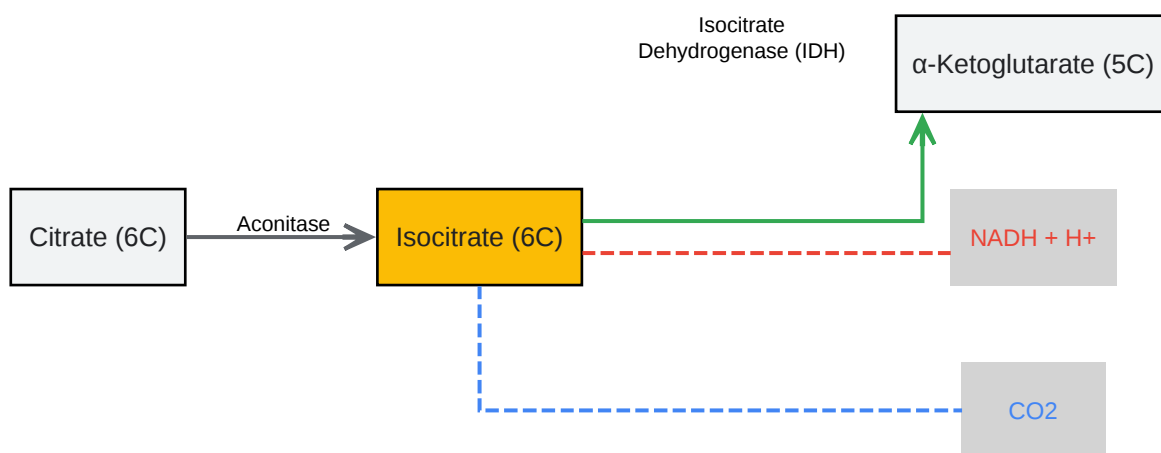 Isocitrate
Dehydrogenase (IDH)
α-Ketoglutarate (5C)
Citrate (6C)
Aconitase
Isocitrate (6C)
NADH + H+
CO2